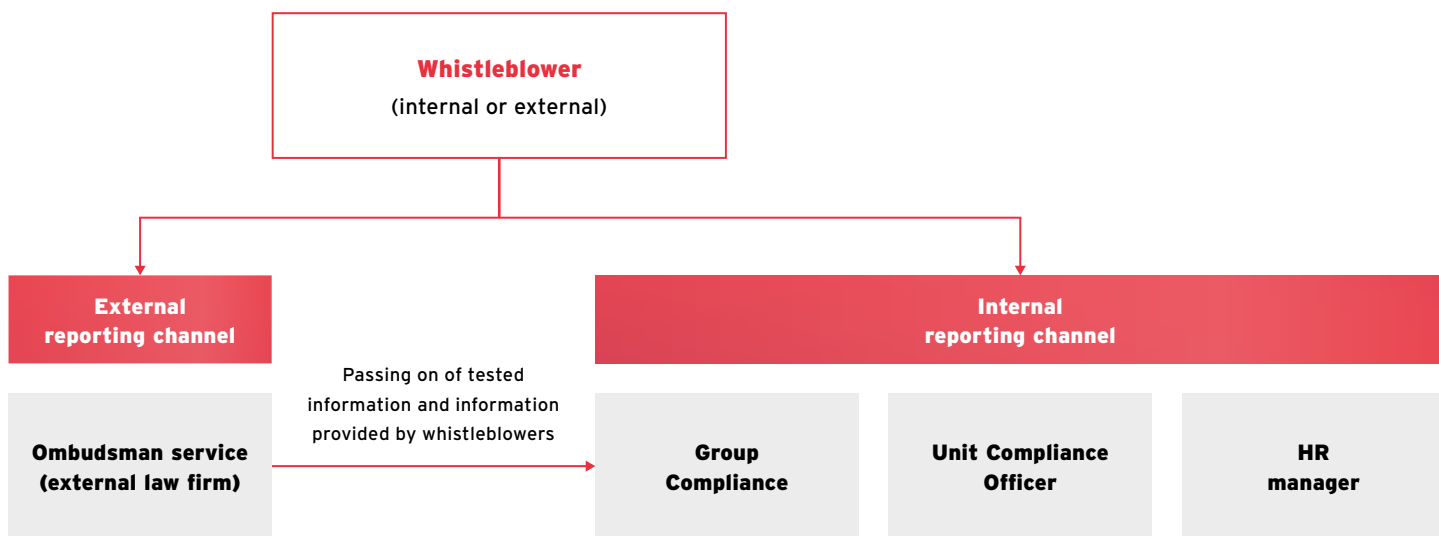 Whistleblower
(internal or external)
External
reporting channel
Internal
reporting channel
Passing on of tested
information and information
provided by whistleblowers
Ombudsman service
(external law firm)
Group
Compliance
Unit Compliance
Officer
HR
manager